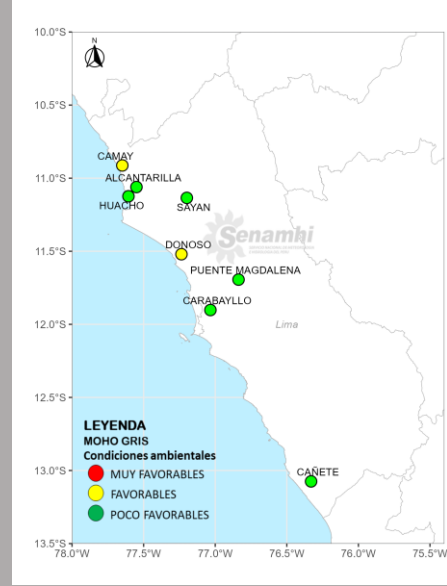 10.0°S
N
10.5°S
CAMAY
11.0°S
ALCANTARILLA
HUACHO
SAYAN
Senamhi
11.5°S
DONOSO
PUENTE MAGDALENA
CARABAYLLO
12.0°S
Lima
12.5°S
LEYENDA
MOHO GRIS
Condiciones ambientales
MUY FAVORABLES
FAVORABLES
POCO FAVORABLES
CAÑETE
13.0°S
13.5°S
78.0°W 77.5°W 77.0°W 76.5°W 76.0°W 75.5°W